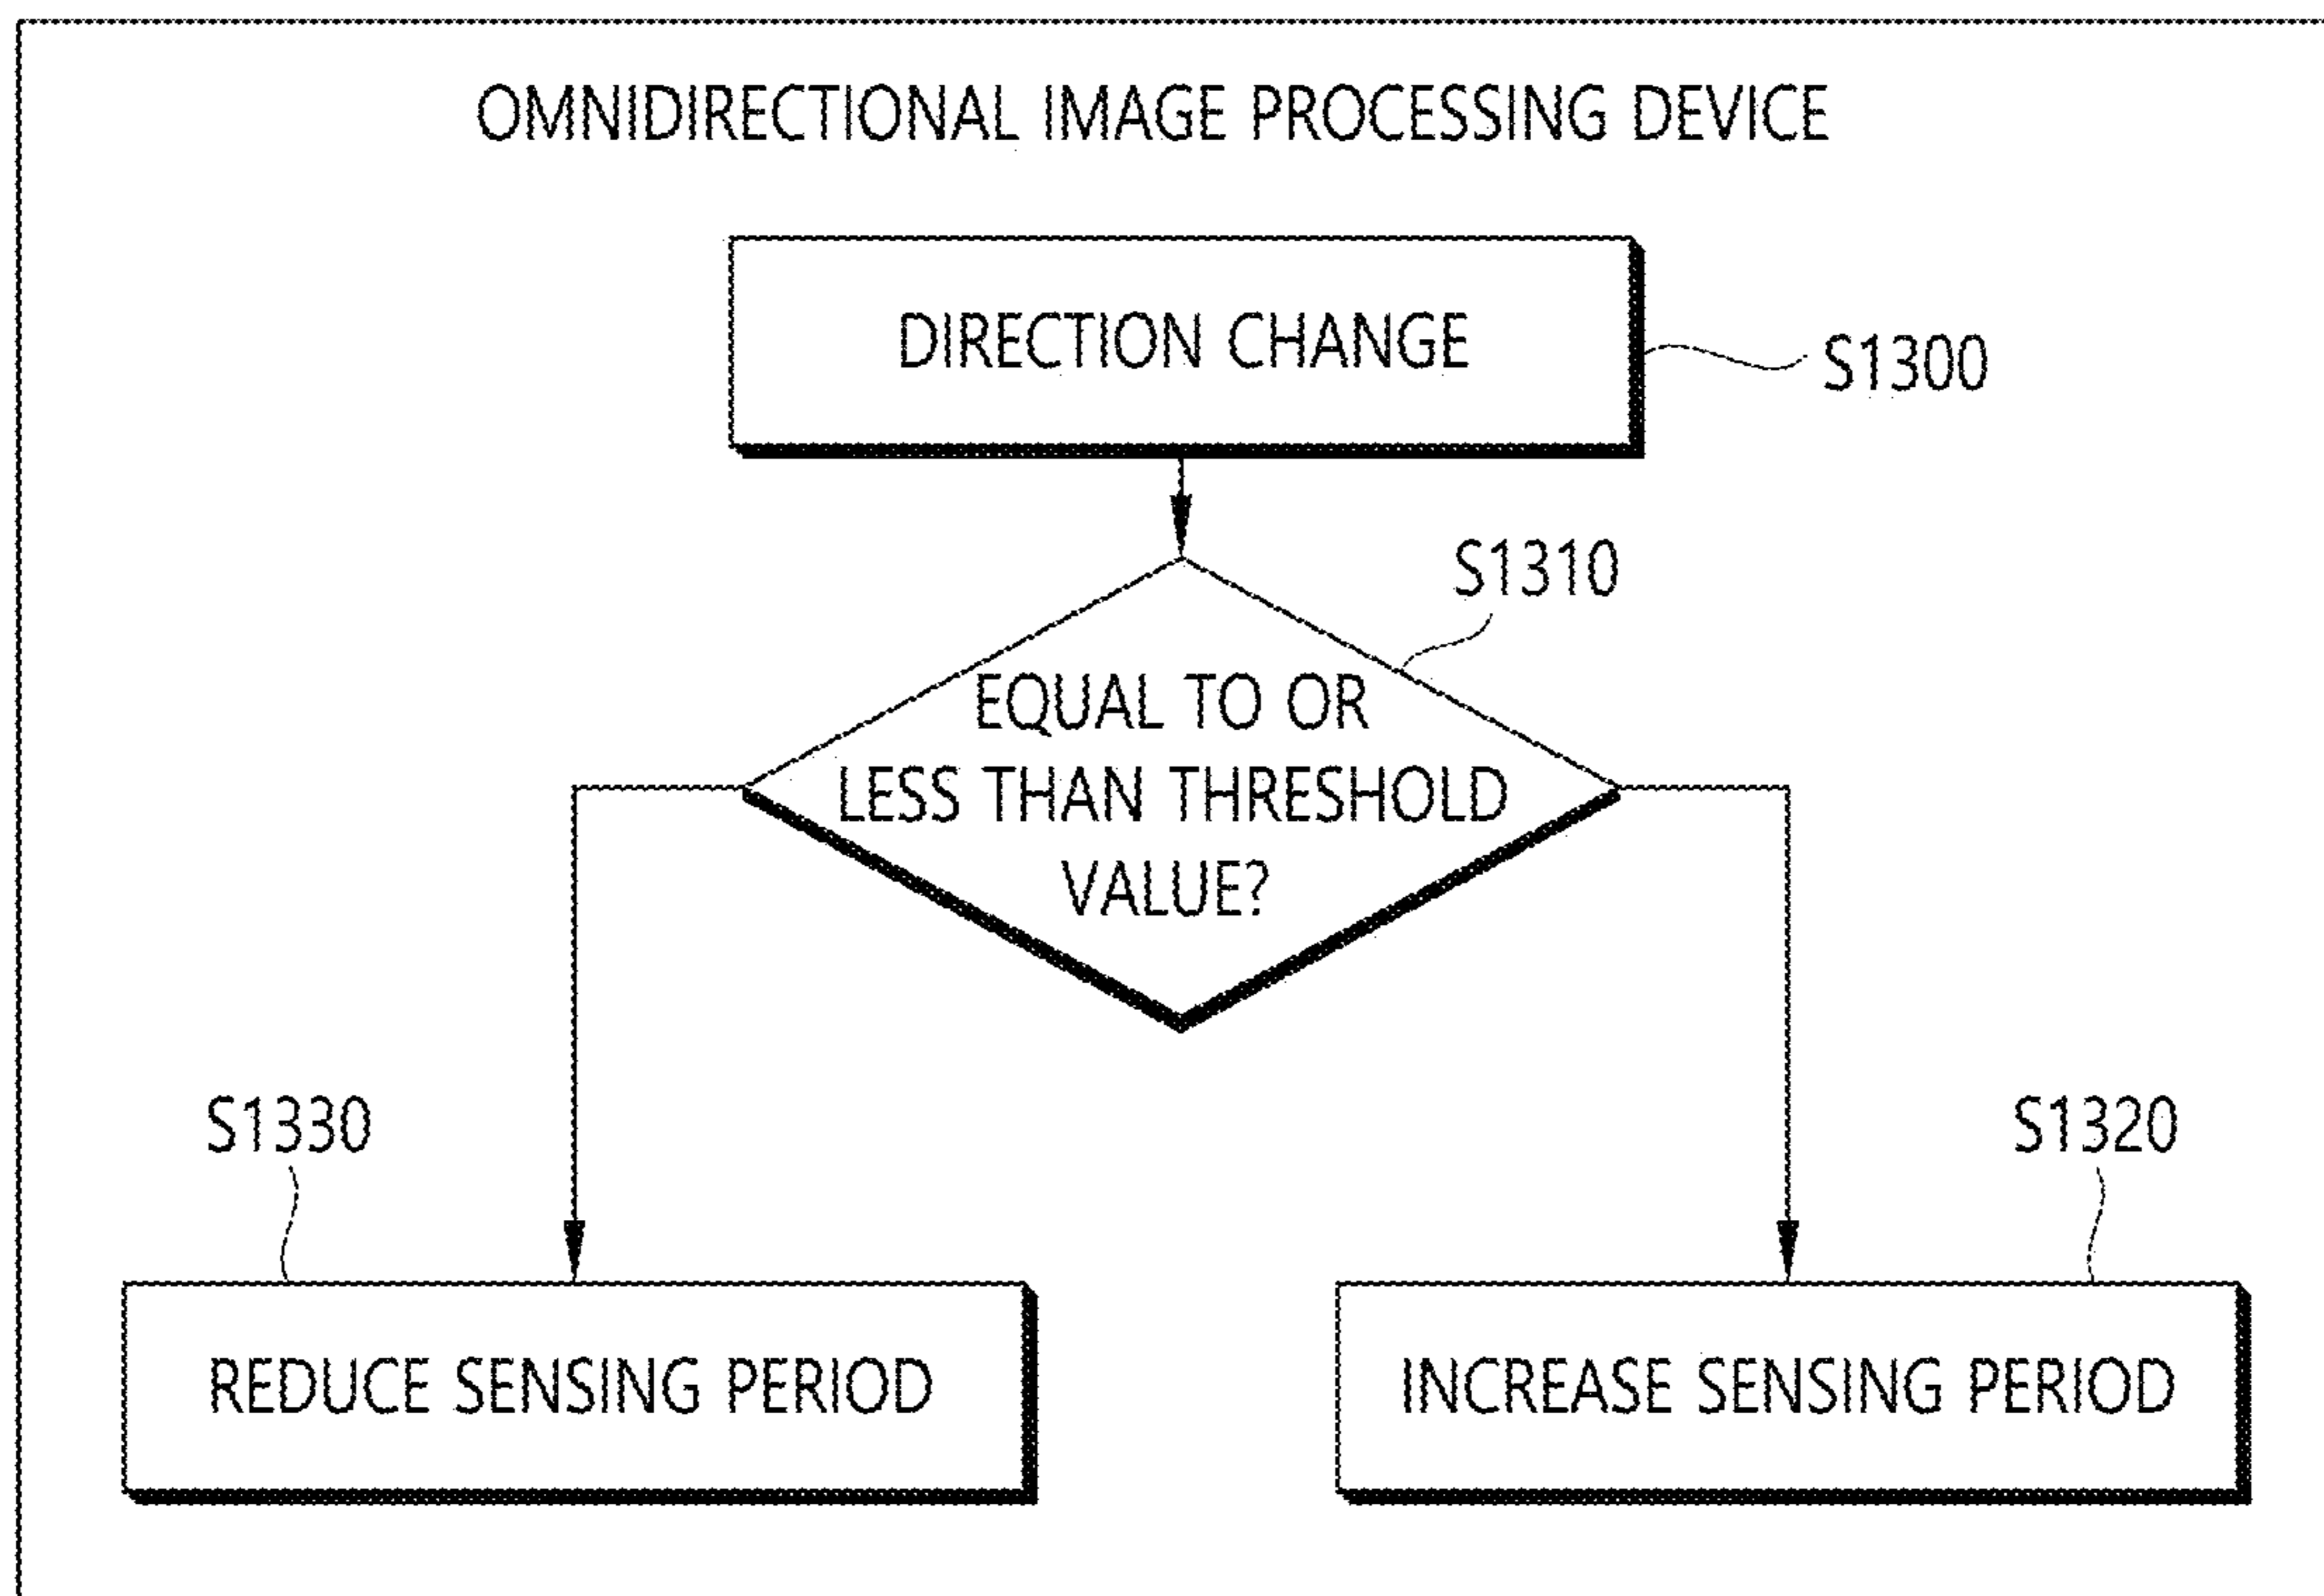 OMNIDIRECTIONAL IMAGE PROCESSING DEVICE
DIRECTION CHANGE
S1300
S1310
EQUAL TO OR
LESS THAN THRESHOLD
VALUE?
S1330
S1320
REDUCE SENSING PERIOD
INCREASE SENSING PERIOD